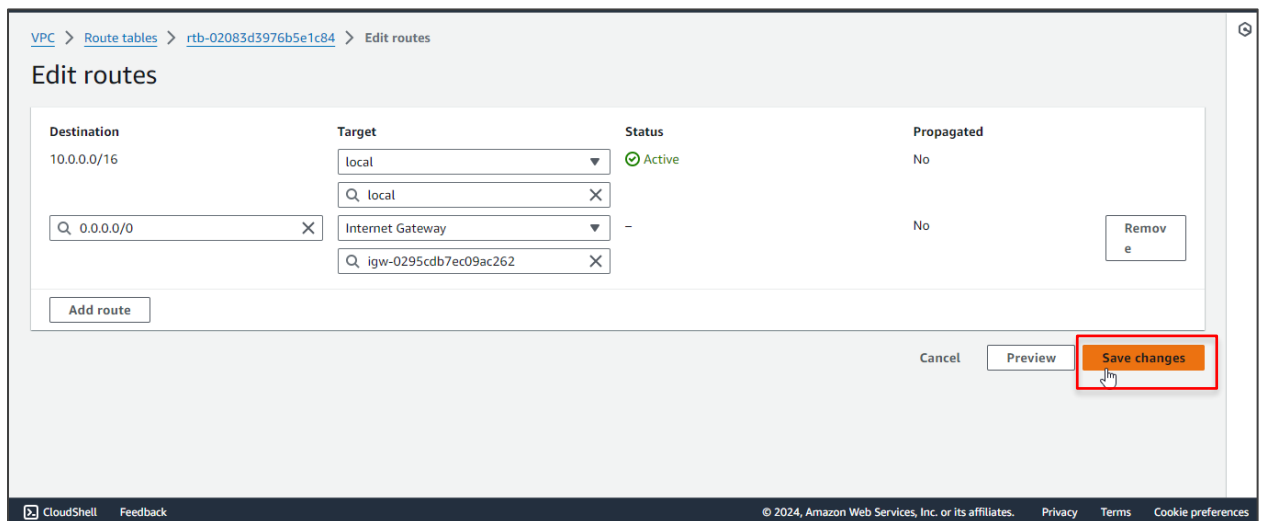 VPC > Route tables > rtb-02083d3976b5e1c84 > Edit routes
Edit routes
Destination Target Status Propagated
10.0.0.0/16 local Active No
local
0.0.0.0/0 Internet Gateway – No Remov
e
igw-0295cdb7ec09ac262
Add route
Cancel Preview Save changes
CloudShell Feedback © 2024, Amazon Web Services, Inc. or its affiliates. Privacy Terms Cookie preferences